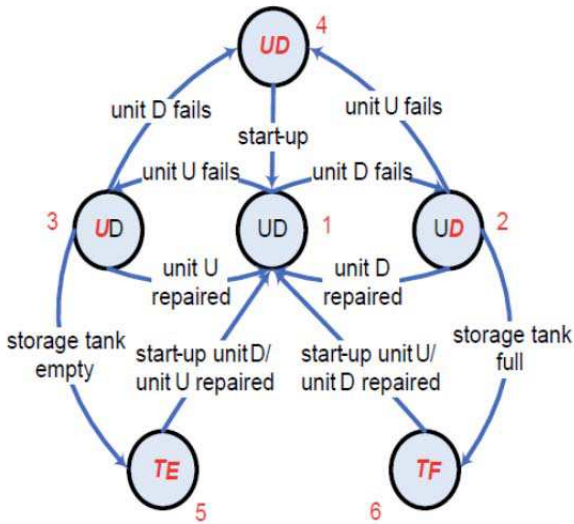 4
UD
unit D fails
unit U fails
start-up
unit U fails
unit D fails
3
UD
UD
1
UD
2
unit U
repaired
unit D
repaired
storage tank
empty
start-up unit D/
unit U repaired
start-up unit U/
unit D repaired
storage tank
full
TE
TF
5
6